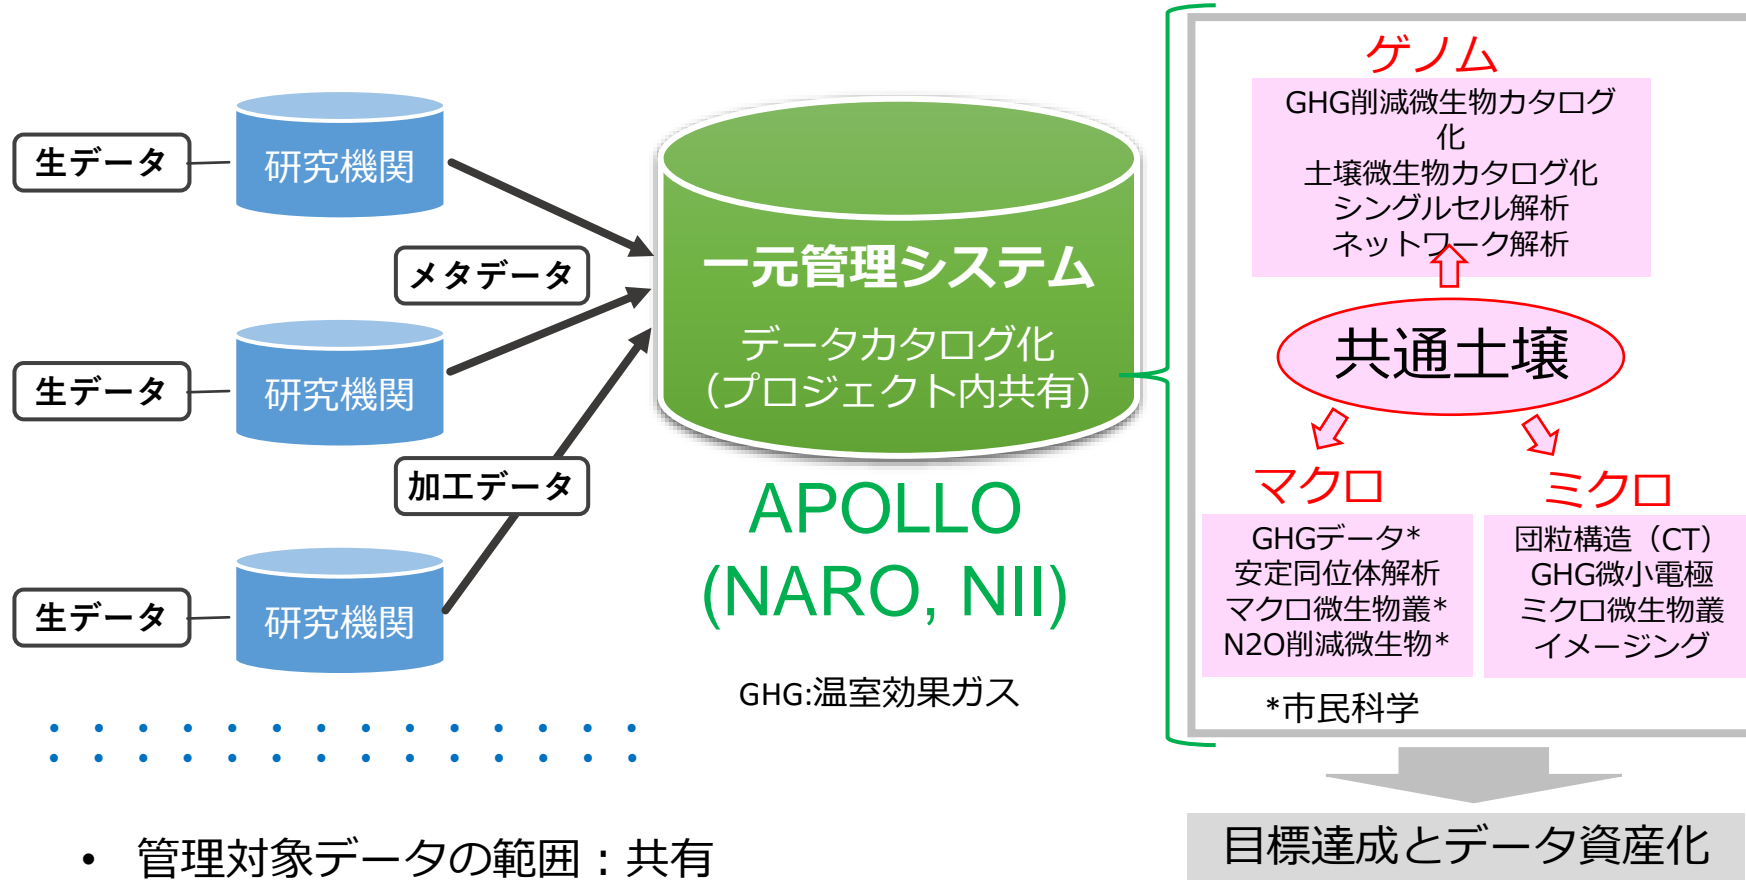 生データ
研究機関
メタデータ
生データ
研究機関
加工データ
生データ
研究機関
一元管理システム
データカタログ化
（プロジェクト内共有）
APOLLO
(NARO, NII)
GHG:温室効果ガス
ゲノム
GHG削減微生物カタログ
化
土壌微生物カタログ化
シングルセル解析
ネットワーク解析
共通土壌
マクロ
GHGデータ*
安定同位体解析
マクロ微生物叢*
N2O削減微生物*
ミクロ
団粒構造（CT）
GHG微小電極
ミクロ微生物叢
イメージング
*市民科学
目標達成とデータ資産化
• 管理対象データの範囲：共有